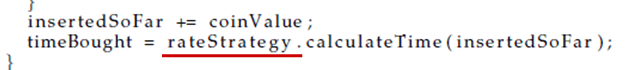 }
insertedSoFar += coinValue;
timeBought = rateStrategy.calculateTime(insertedSoFar);
}